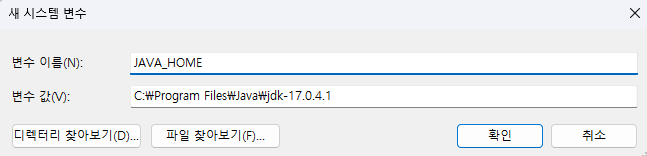 새 시스템 변수
변수 이름(N):
JAVA_HOME
변수 값(V):
C:₩Program Files₩Java₩jdk-17.0.4.1
디렉터리 찾아보기(D)...
파일 찾아보기(F)...
확인
취소